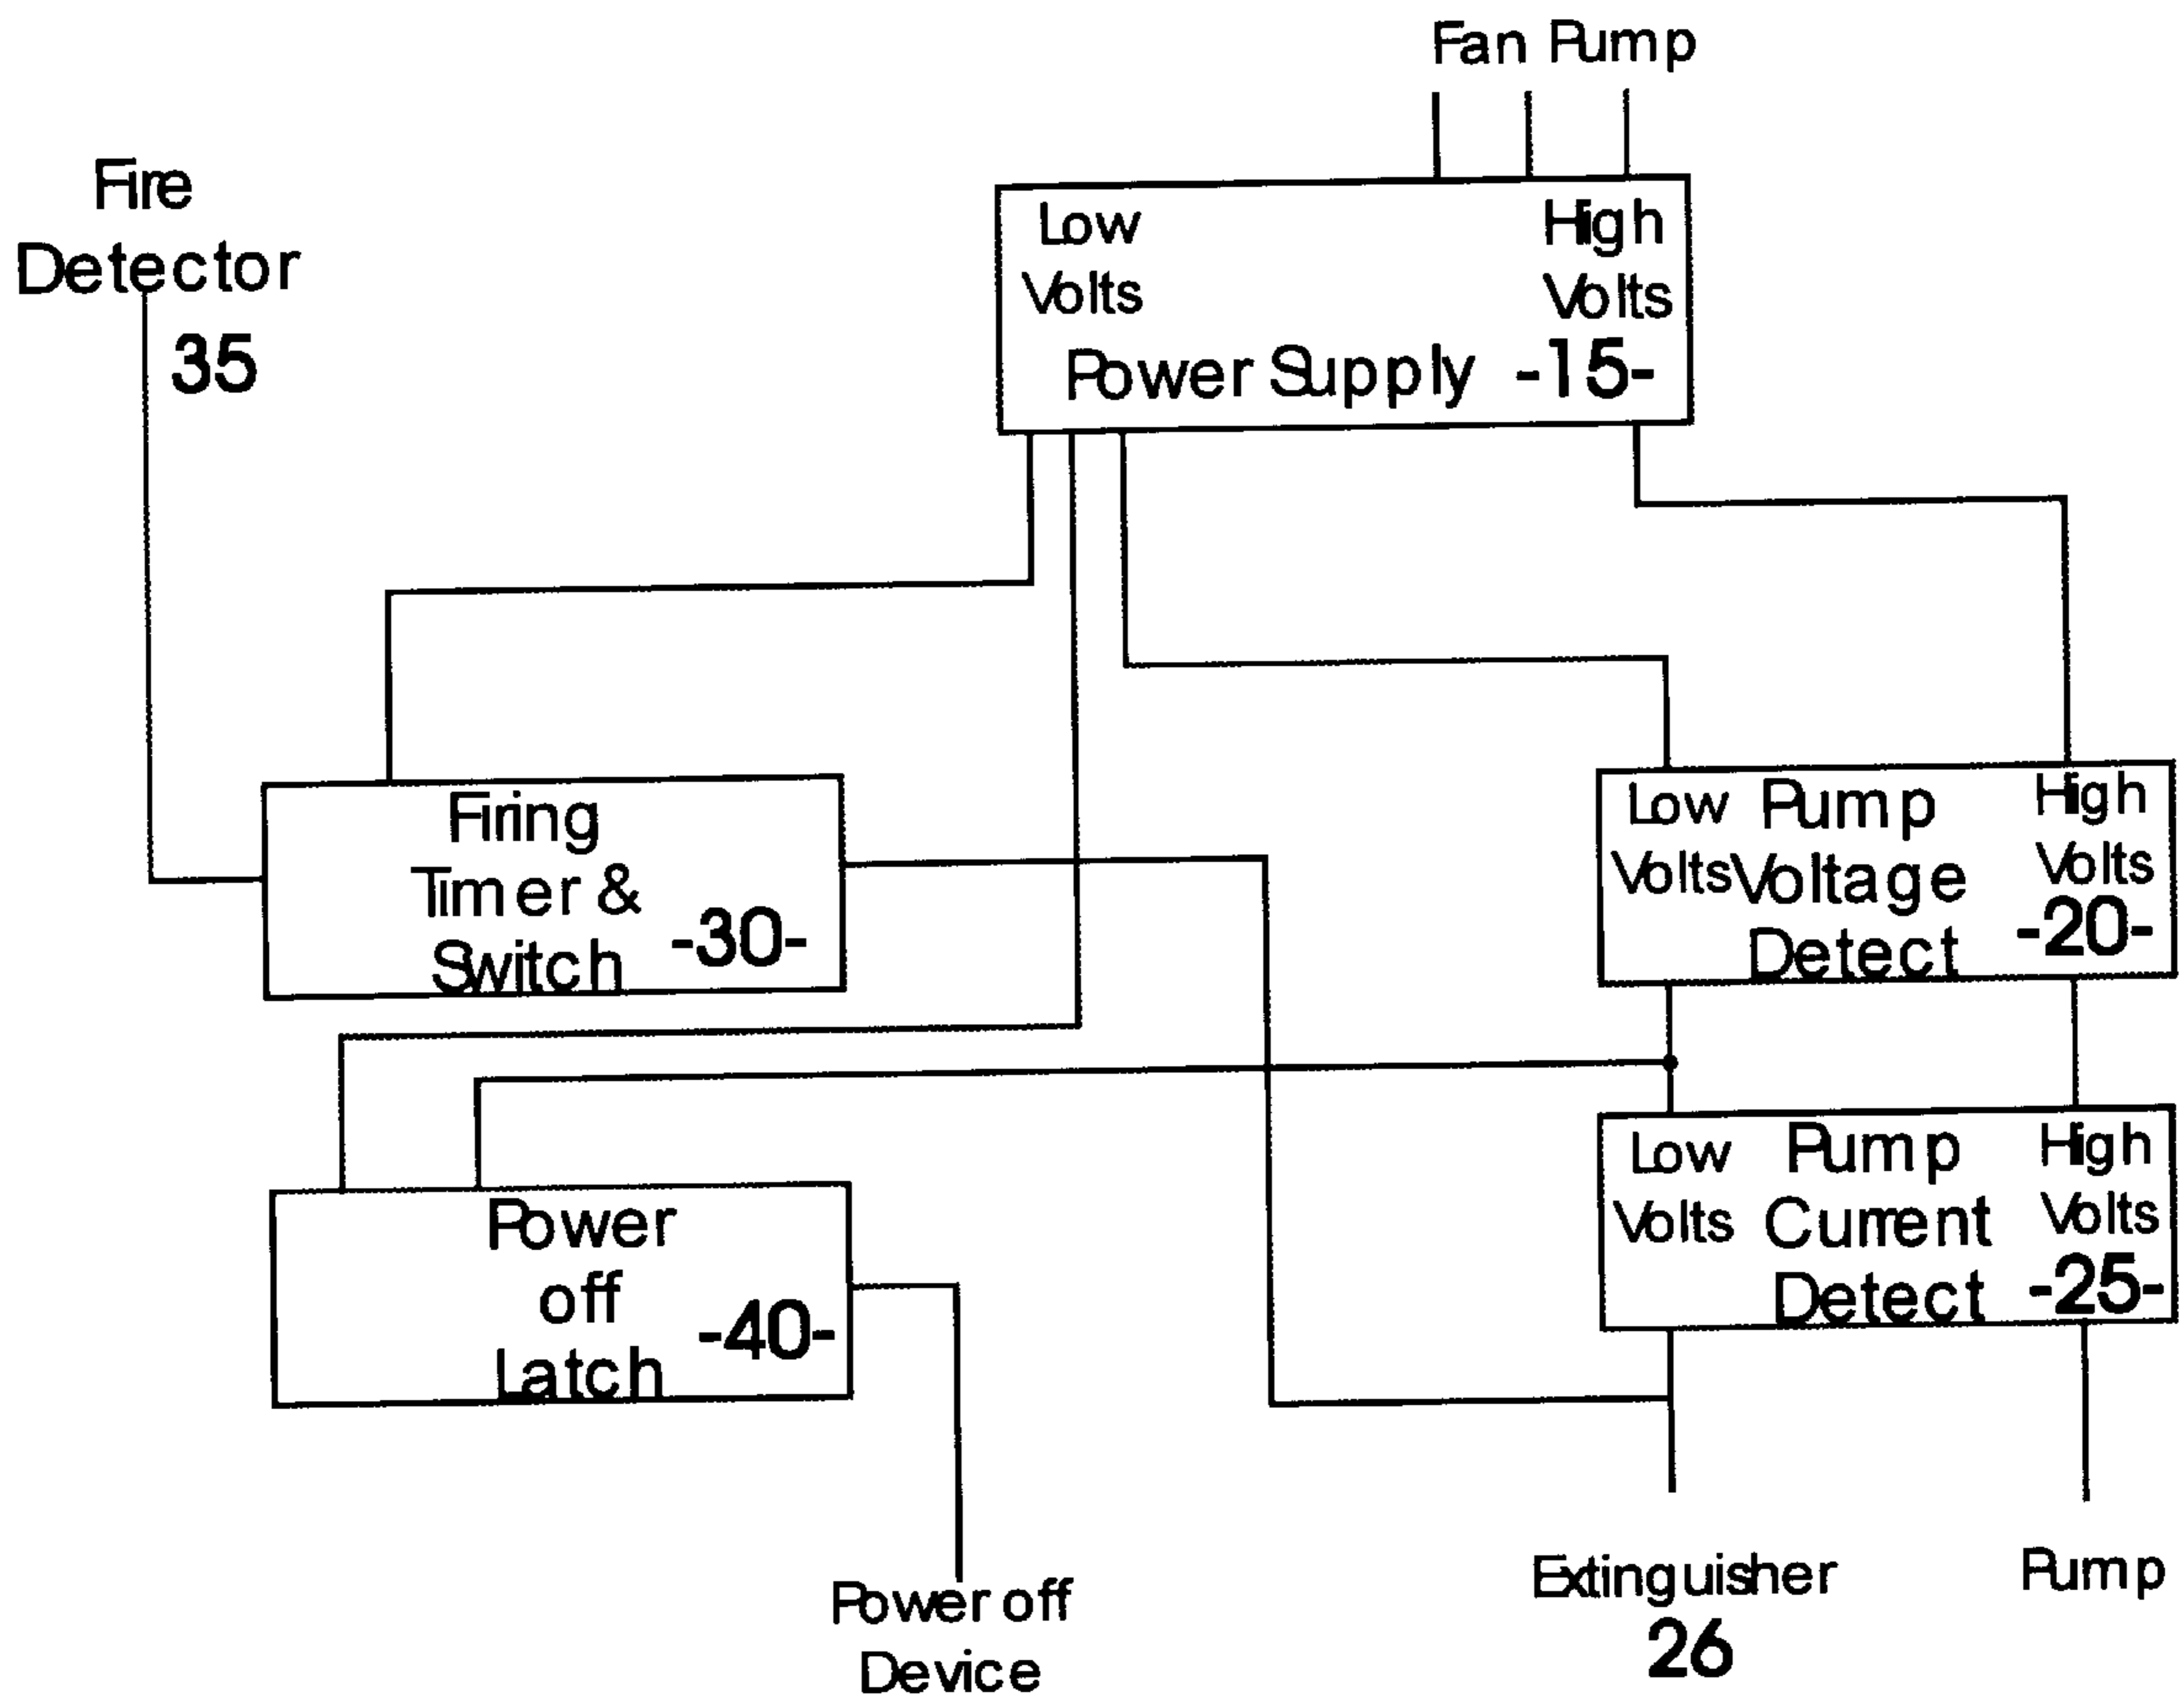 Fan Pump
Fire
Detector
35
Low
Volts
High
Volts
Power Supply -15-
Firing
Timer &
Switch -30-
Low
Volts
Pump
Voltage
Detect
High
Volts
-20-
Power
off
Latch -40-
Low
Volts
Pump
Current
Detect
High
Volts
-25-
Power off
Device
Extinguisher
26
Pump